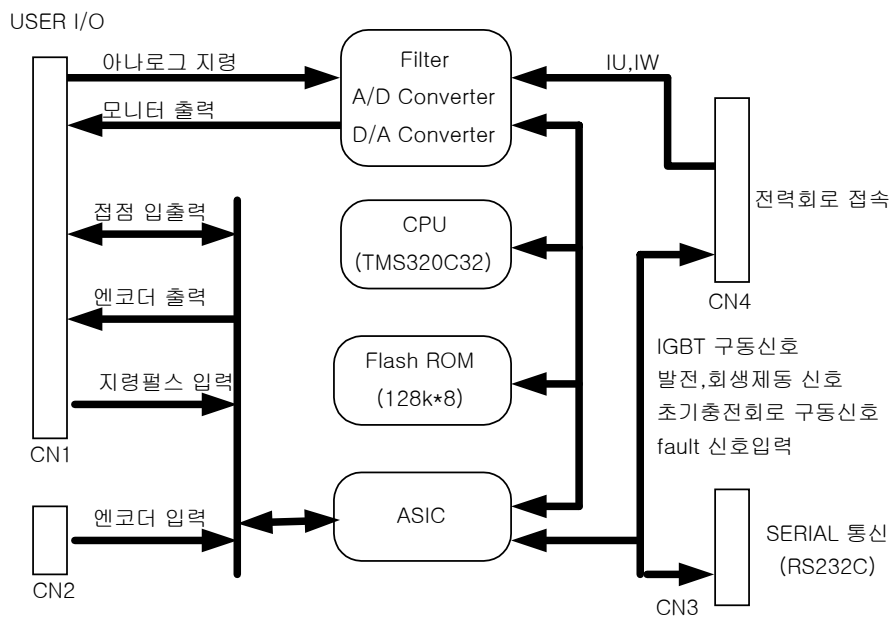 USER I/O
아나로그 지령
모니터 출력
접점 입출력
엔코더 출력
지령펄스 입력
CN1
엔코더 입력
CN2
Filter
A/D Converter
D/A Converter
CPU
(TMS320C32)
Flash ROM
(128k*8)
ASIC
IU,IW
전력회로 접속
CN4
IGBT 구동신호
발전,회생제동 신호
초기충전회로 구동신호
fault 신호입력
SERIAL 통신
(RS232C)
CN3